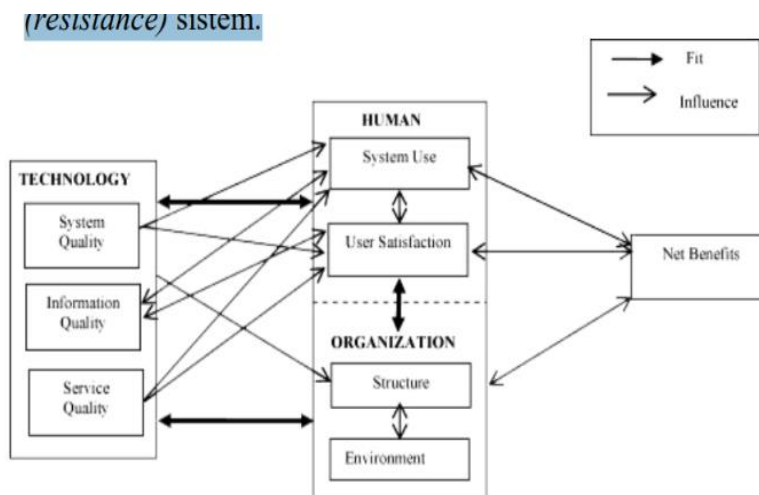 (resistance) sistem.
Fit
Influence
HUMAN
System Use
TECHNOLOGY
System
Quality
User Satisfaction
Net Benefits
Information
Quality
ORGANIZATION
Structure
Service
Quality
Environment